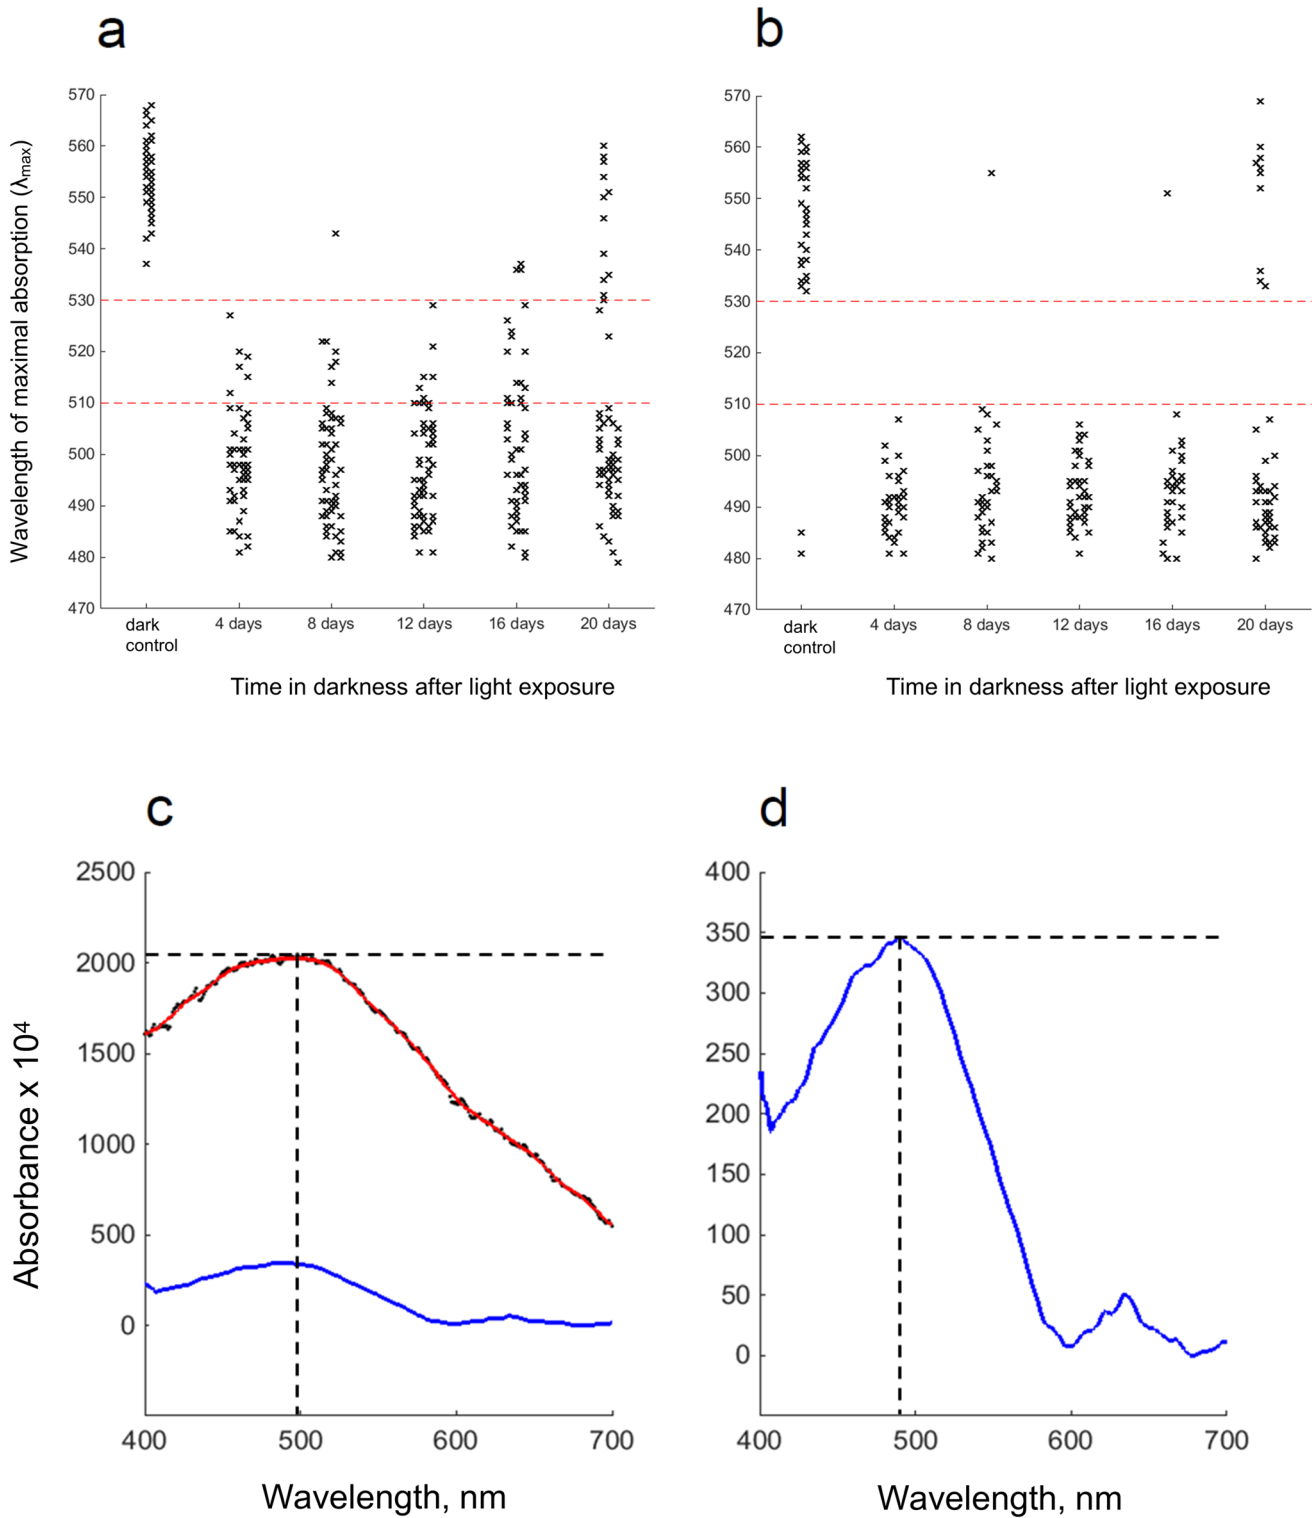 a
b
Wavelength of maximal absorption (λmax)
570
560
550
540
530
520
510
500
490
480
470
dark
control
4 days
8 days
12 days
16 days
20 days
Time in darkness after light exposure
570
560
550
540
530
520
510
500
490
480
470
dark
control
4 days
8 days
12 days
16 days
20 days
Time in darkness after light exposure
c
d
Absorbance x 10⁴
2500
2000
1500
1000
500
0
400
500
600
700
Wavelength, nm
400
350
300
250
200
150
100
50
0
400
500
600
700
Wavelength, nm